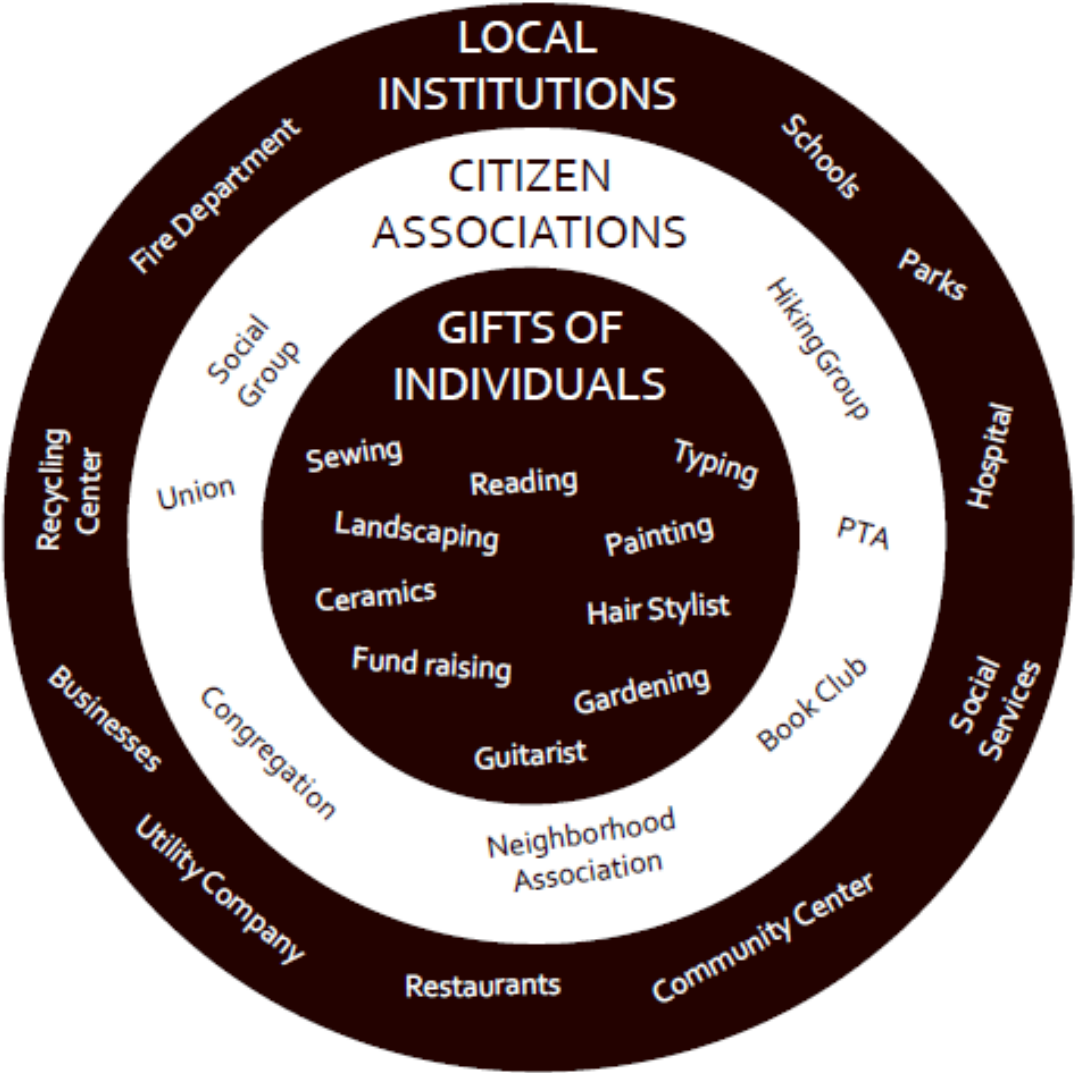 LOCAL
INSTITUTIONS
Fire Department
Schools
Parks
Hospital
Social
Services
Community Center
Restaurants
Utility Company
Businesses
Recycling
Center
CITIZEN
ASSOCIATIONS
Social
Group
Hiking Group
PTA
Book Club
Neighborhood
Association
Congregation
Union
GIFTS OF
INDIVIDUALS
Sewing
Reading
Typing
Landscaping
Painting
Ceramics
Hair Stylist
Fund raising
Gardening
Guitarist